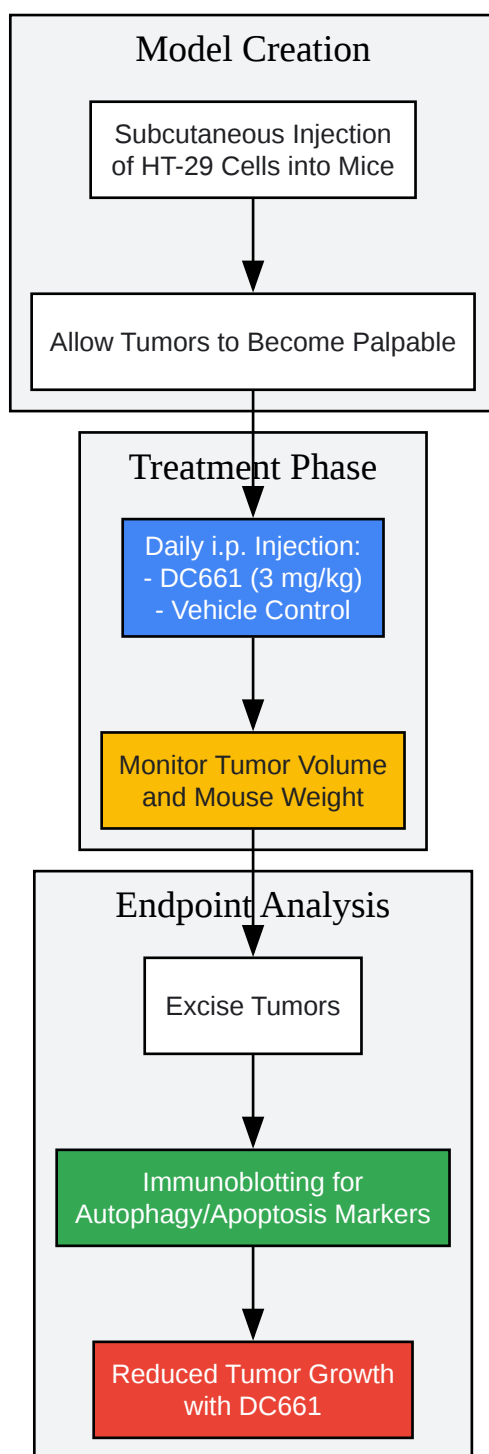 Model Creation
Subcutaneous Injection
of HT-29 Cells into Mice
Allow Tumors to Become Palpable
Treatment Phase
Daily i.p. Injection:
- DC661 (3 mg/kg)
- Vehicle Control
Monitor Tumor Volume
and Mouse Weight
Endpoint Analysis
Excise Tumors
Immunoblotting for
Autophagy/Apoptosis Markers
Reduced Tumor Growth
with DC661